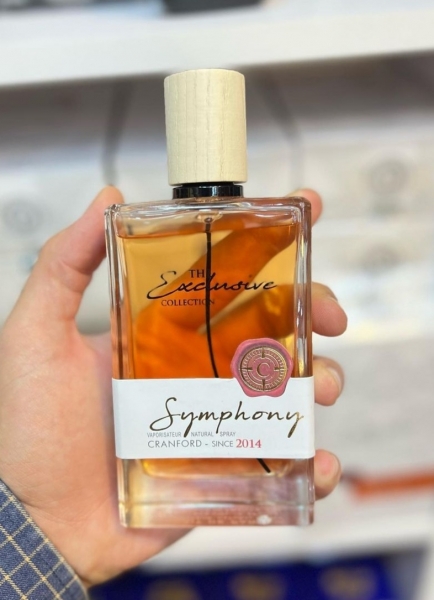 THE
Exclusive
COLLECTION
C
Symphony
VAPORISATEUR NATURAL SPRAY
CRANFORD - SINCE 2014